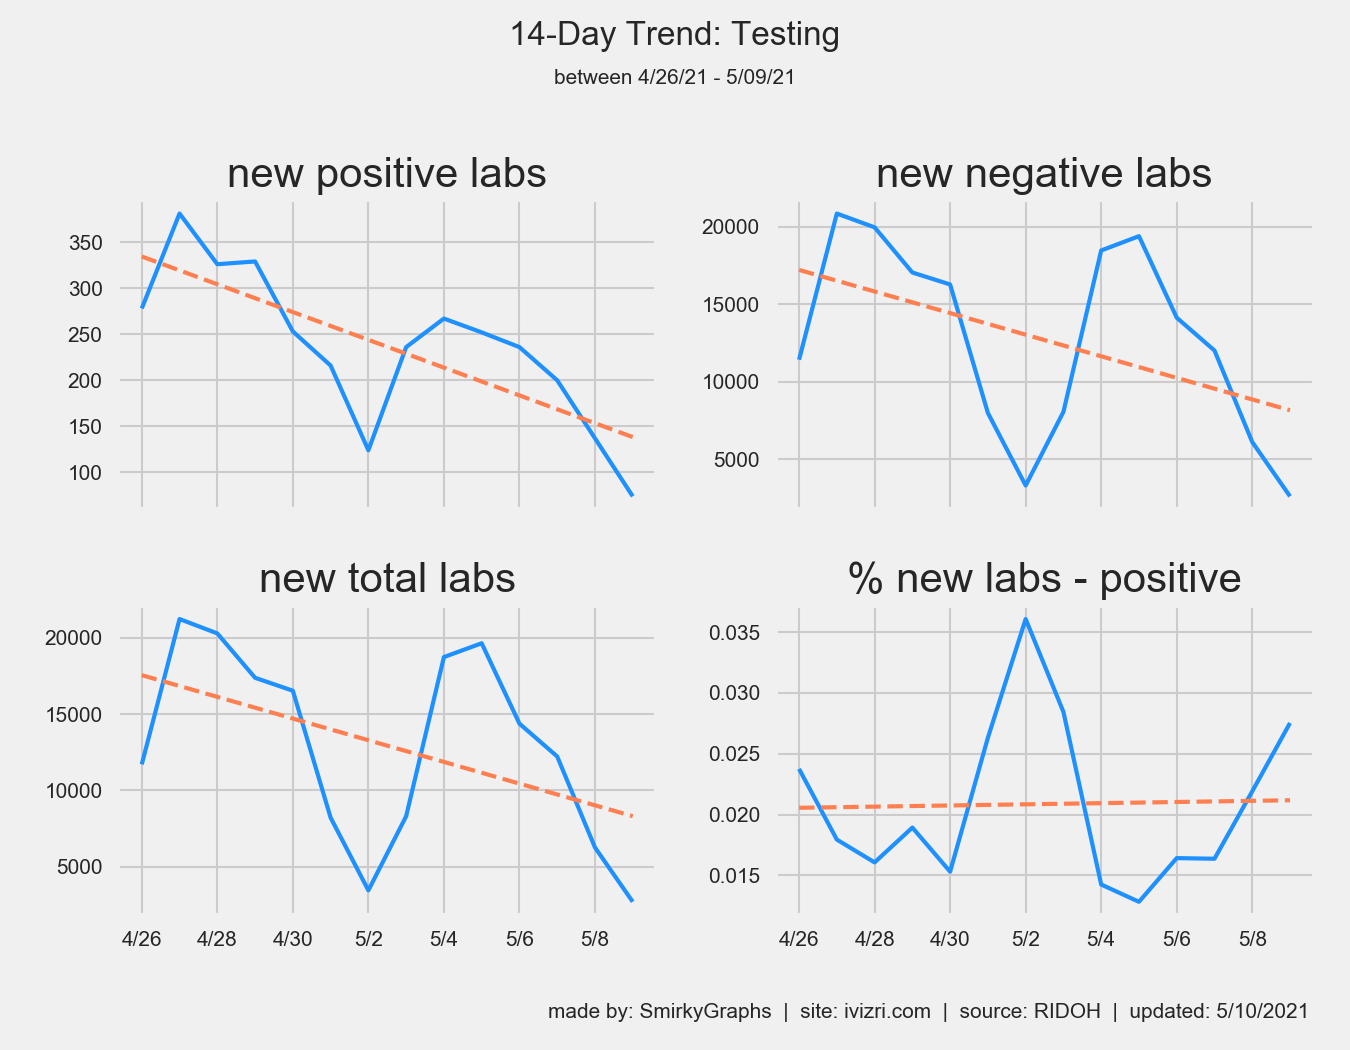 14-Day Trend: Testing
between 4/26/21 - 5/09/21
new positive labs
350
300
250
200
150
100
new negative labs
20000
15000
10000
5000
new total labs
20000
15000
10000
5000
4/26 4/28 4/30 5/2 5/4 5/6 5/8
% new labs - positive
0.035
0.030
0.025
0.020
0.015
4/26 4/28 4/30 5/2 5/4 5/6 5/8
made by: SmirkyGraphs | site: ivizri.com | source: RIDOH | updated: 5/10/2021